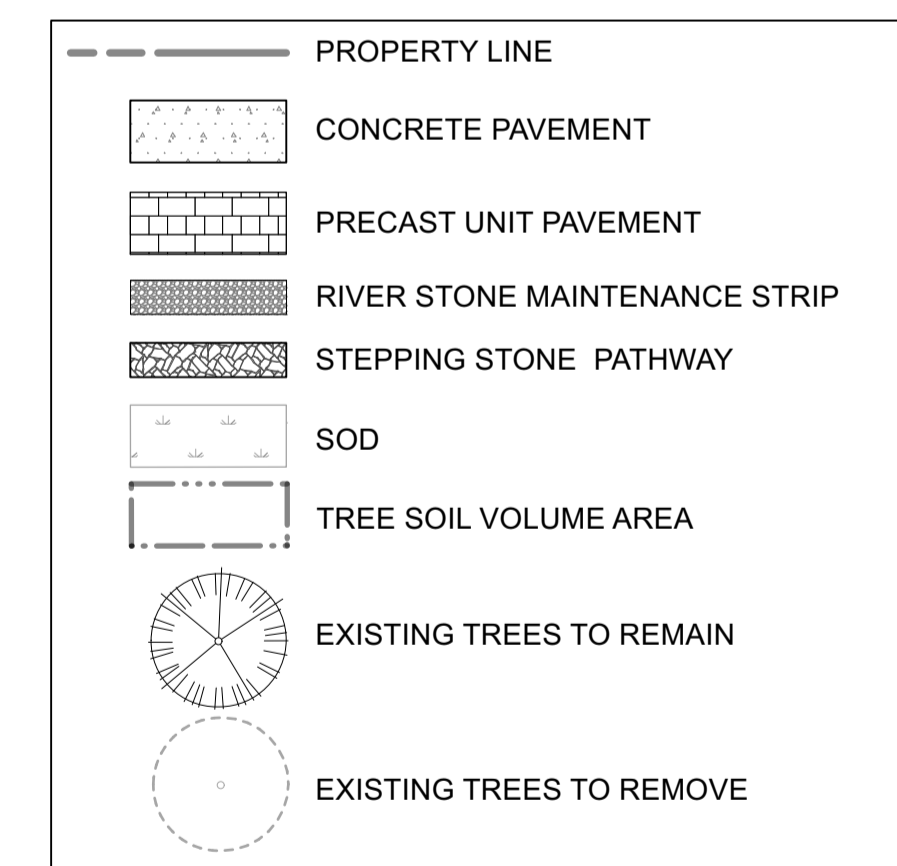 PROPERTY LINE
CONCRETE PAVEMENT
PRECAST UNIT PAVEMENT
RIVER STONE MAINTENANCE STRIP
STEPPING STONE  PATHWAY
SOD
TREE SOIL VOLUME AREA
EXISTING TREES TO REMAIN
EXISTING TREES TO REMOVE